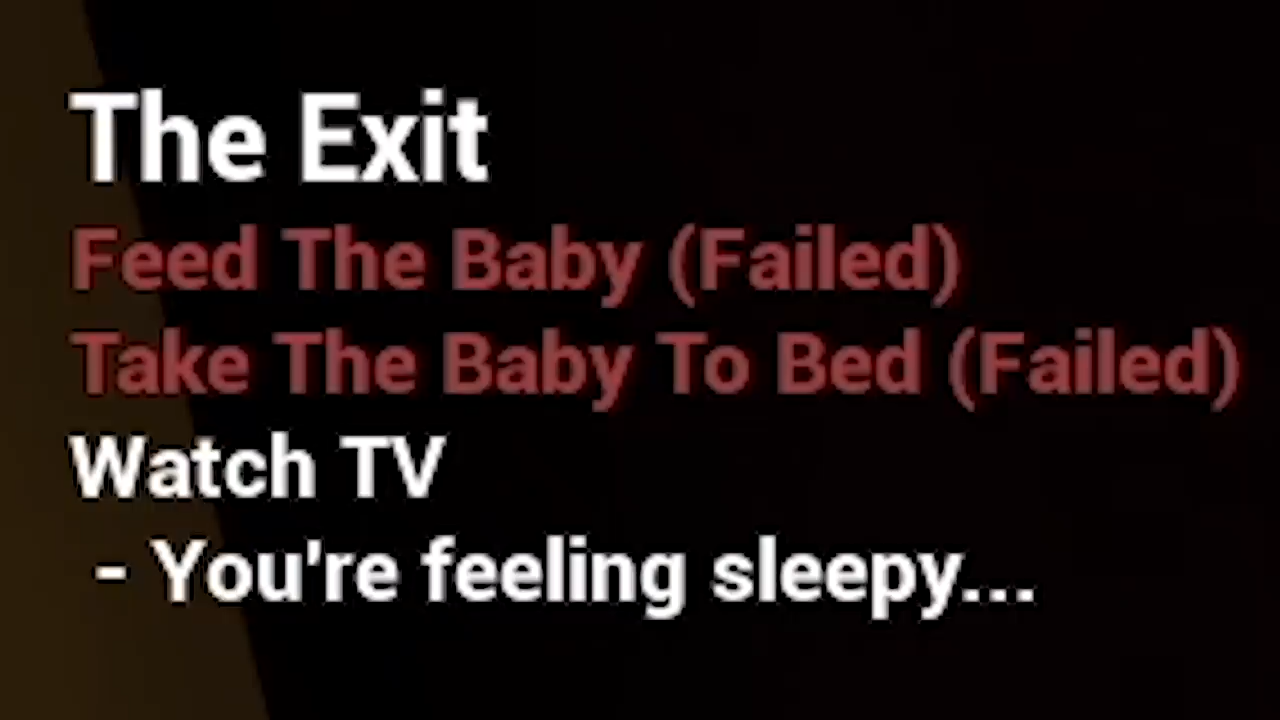 The Exit
Feed The Baby (Failed)
Take The Baby To Bed (Failed)
Watch TV
- You're feeling sleepy...